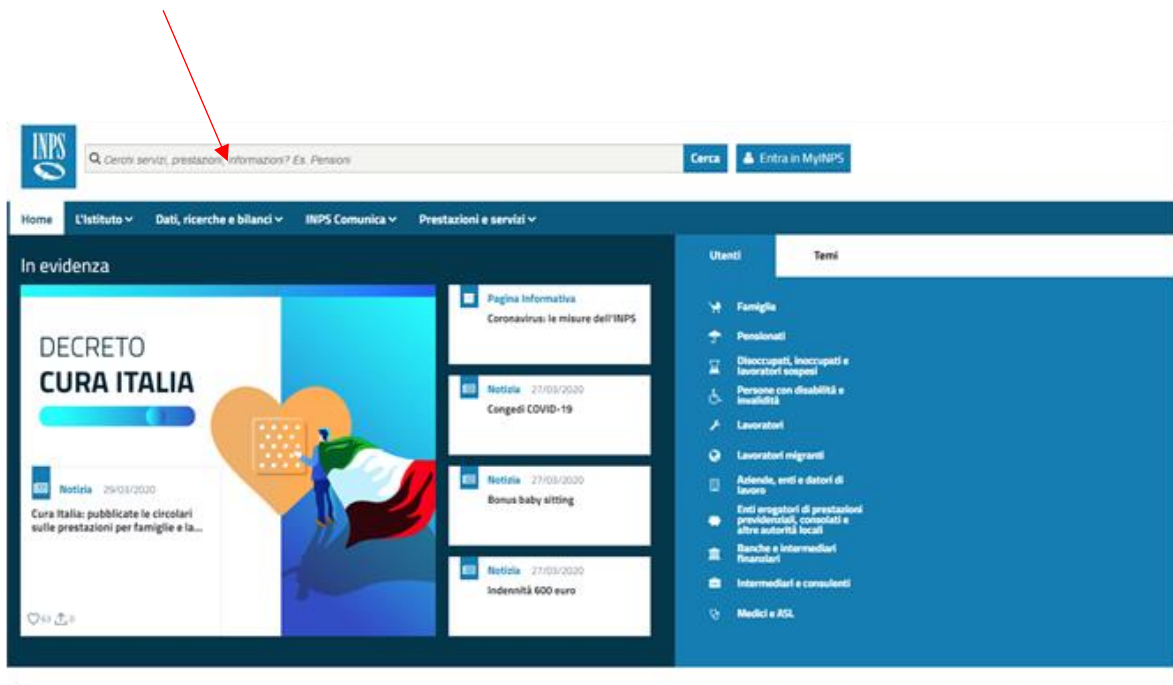 INPS
Cerchi servizi, prestazioni, informazioni? Es. Pensioni
Cerca
Entra in MyINPS
Home
L'Istituto
Dati, ricerche e bilanci
INPS Comunica
Prestazioni e servizi
In evidenza
DECRETO
CURA ITALIA
Notizia 29/03/2020
Cura Italia: pubblicate le circolari
sulle prestazioni per famiglie e la...
63
0
Pagina Informativa
Coronavirus: le misure dell'INPS
Notizia 27/03/2020
Congedi COVID-19
Notizia 27/03/2020
Bonus baby sitting
Notizia 27/03/2020
Indennità 600 euro
Utenti
Temi
Famiglia
Pensionati
Disoccupati, inoccupati e
lavoratori sospesi
Persone con disabilità e
invalidità
Lavoratori
Lavoratori migranti
Aziende, enti e datori di
lavoro
Enti erogatori di prestazioni
previdenziali, consolati e
altre autorità locali
Banche e intermediari
finanziari
Intermediari e consulenti
Medici e ASL